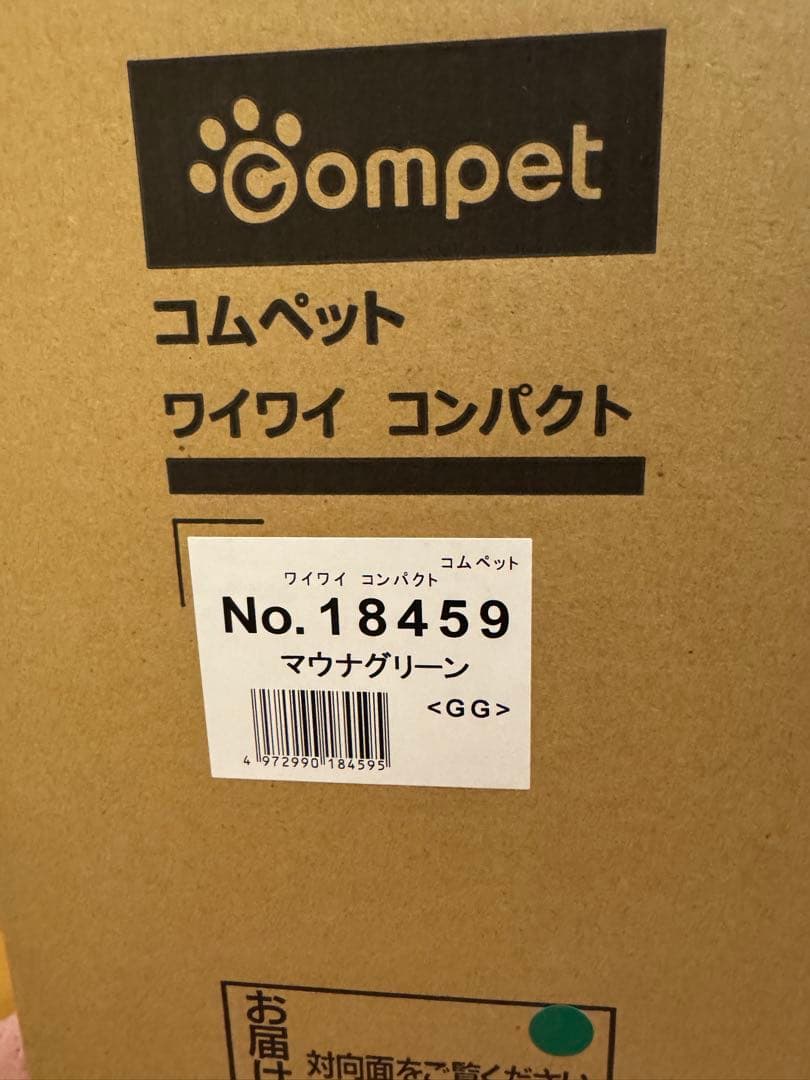 compet
コムペット
ワイワイ コンパクト
コムペット
ワイワイ コンパクト
No.18459
マウナグリーン
<GG>
4 972990 184595
お届け
対向面をご覧ください